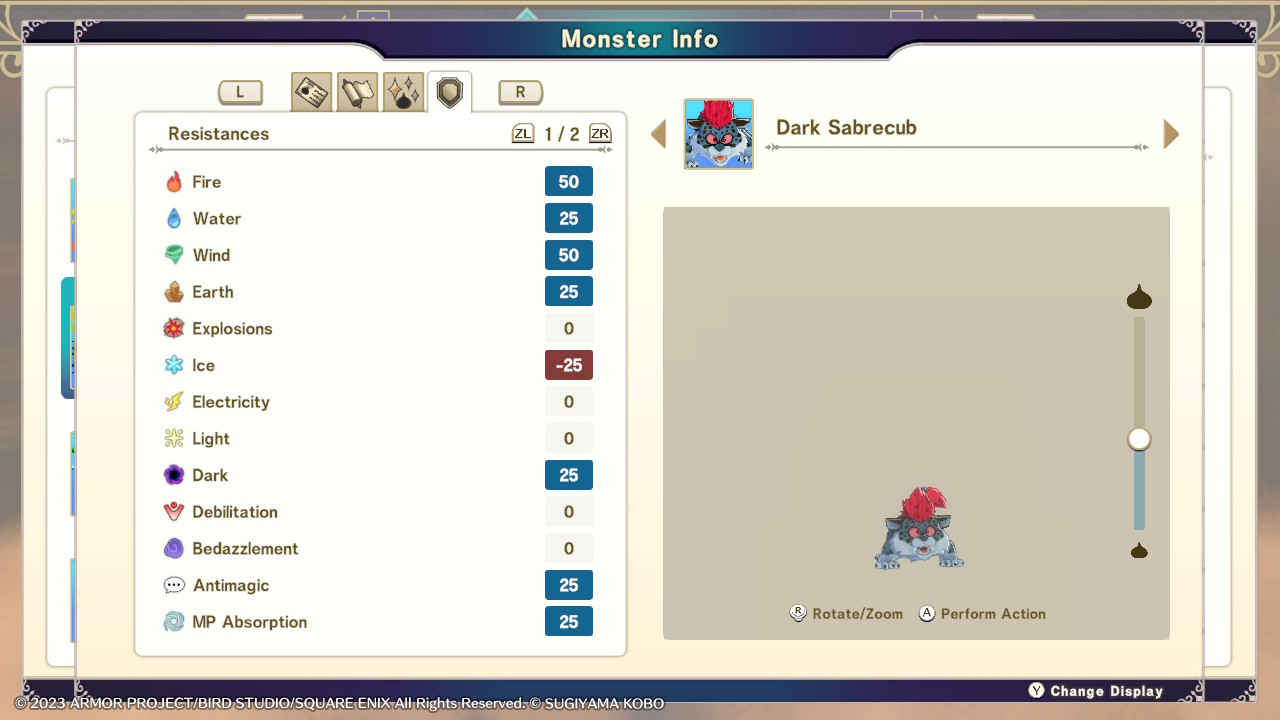 Monster Info
L
R
Resistances
ZL 1 / 2 ZR
Dark Sabrecub
Fire 50
Water 25
Wind 50
Earth 25
Explosions 0
Ice -25
Electricity 0
Light 0
Dark 25
Debilitation 0
Bedazzlement 0
Antimagic 25
MP Absorption 25
R Rotate/Zoom A Perform Action
Y Change Display
© 2023 ARMOR PROJECT/BIRD STUDIO/SQUARE ENIX All Rights Reserved. © SUGIYAMA KOBO